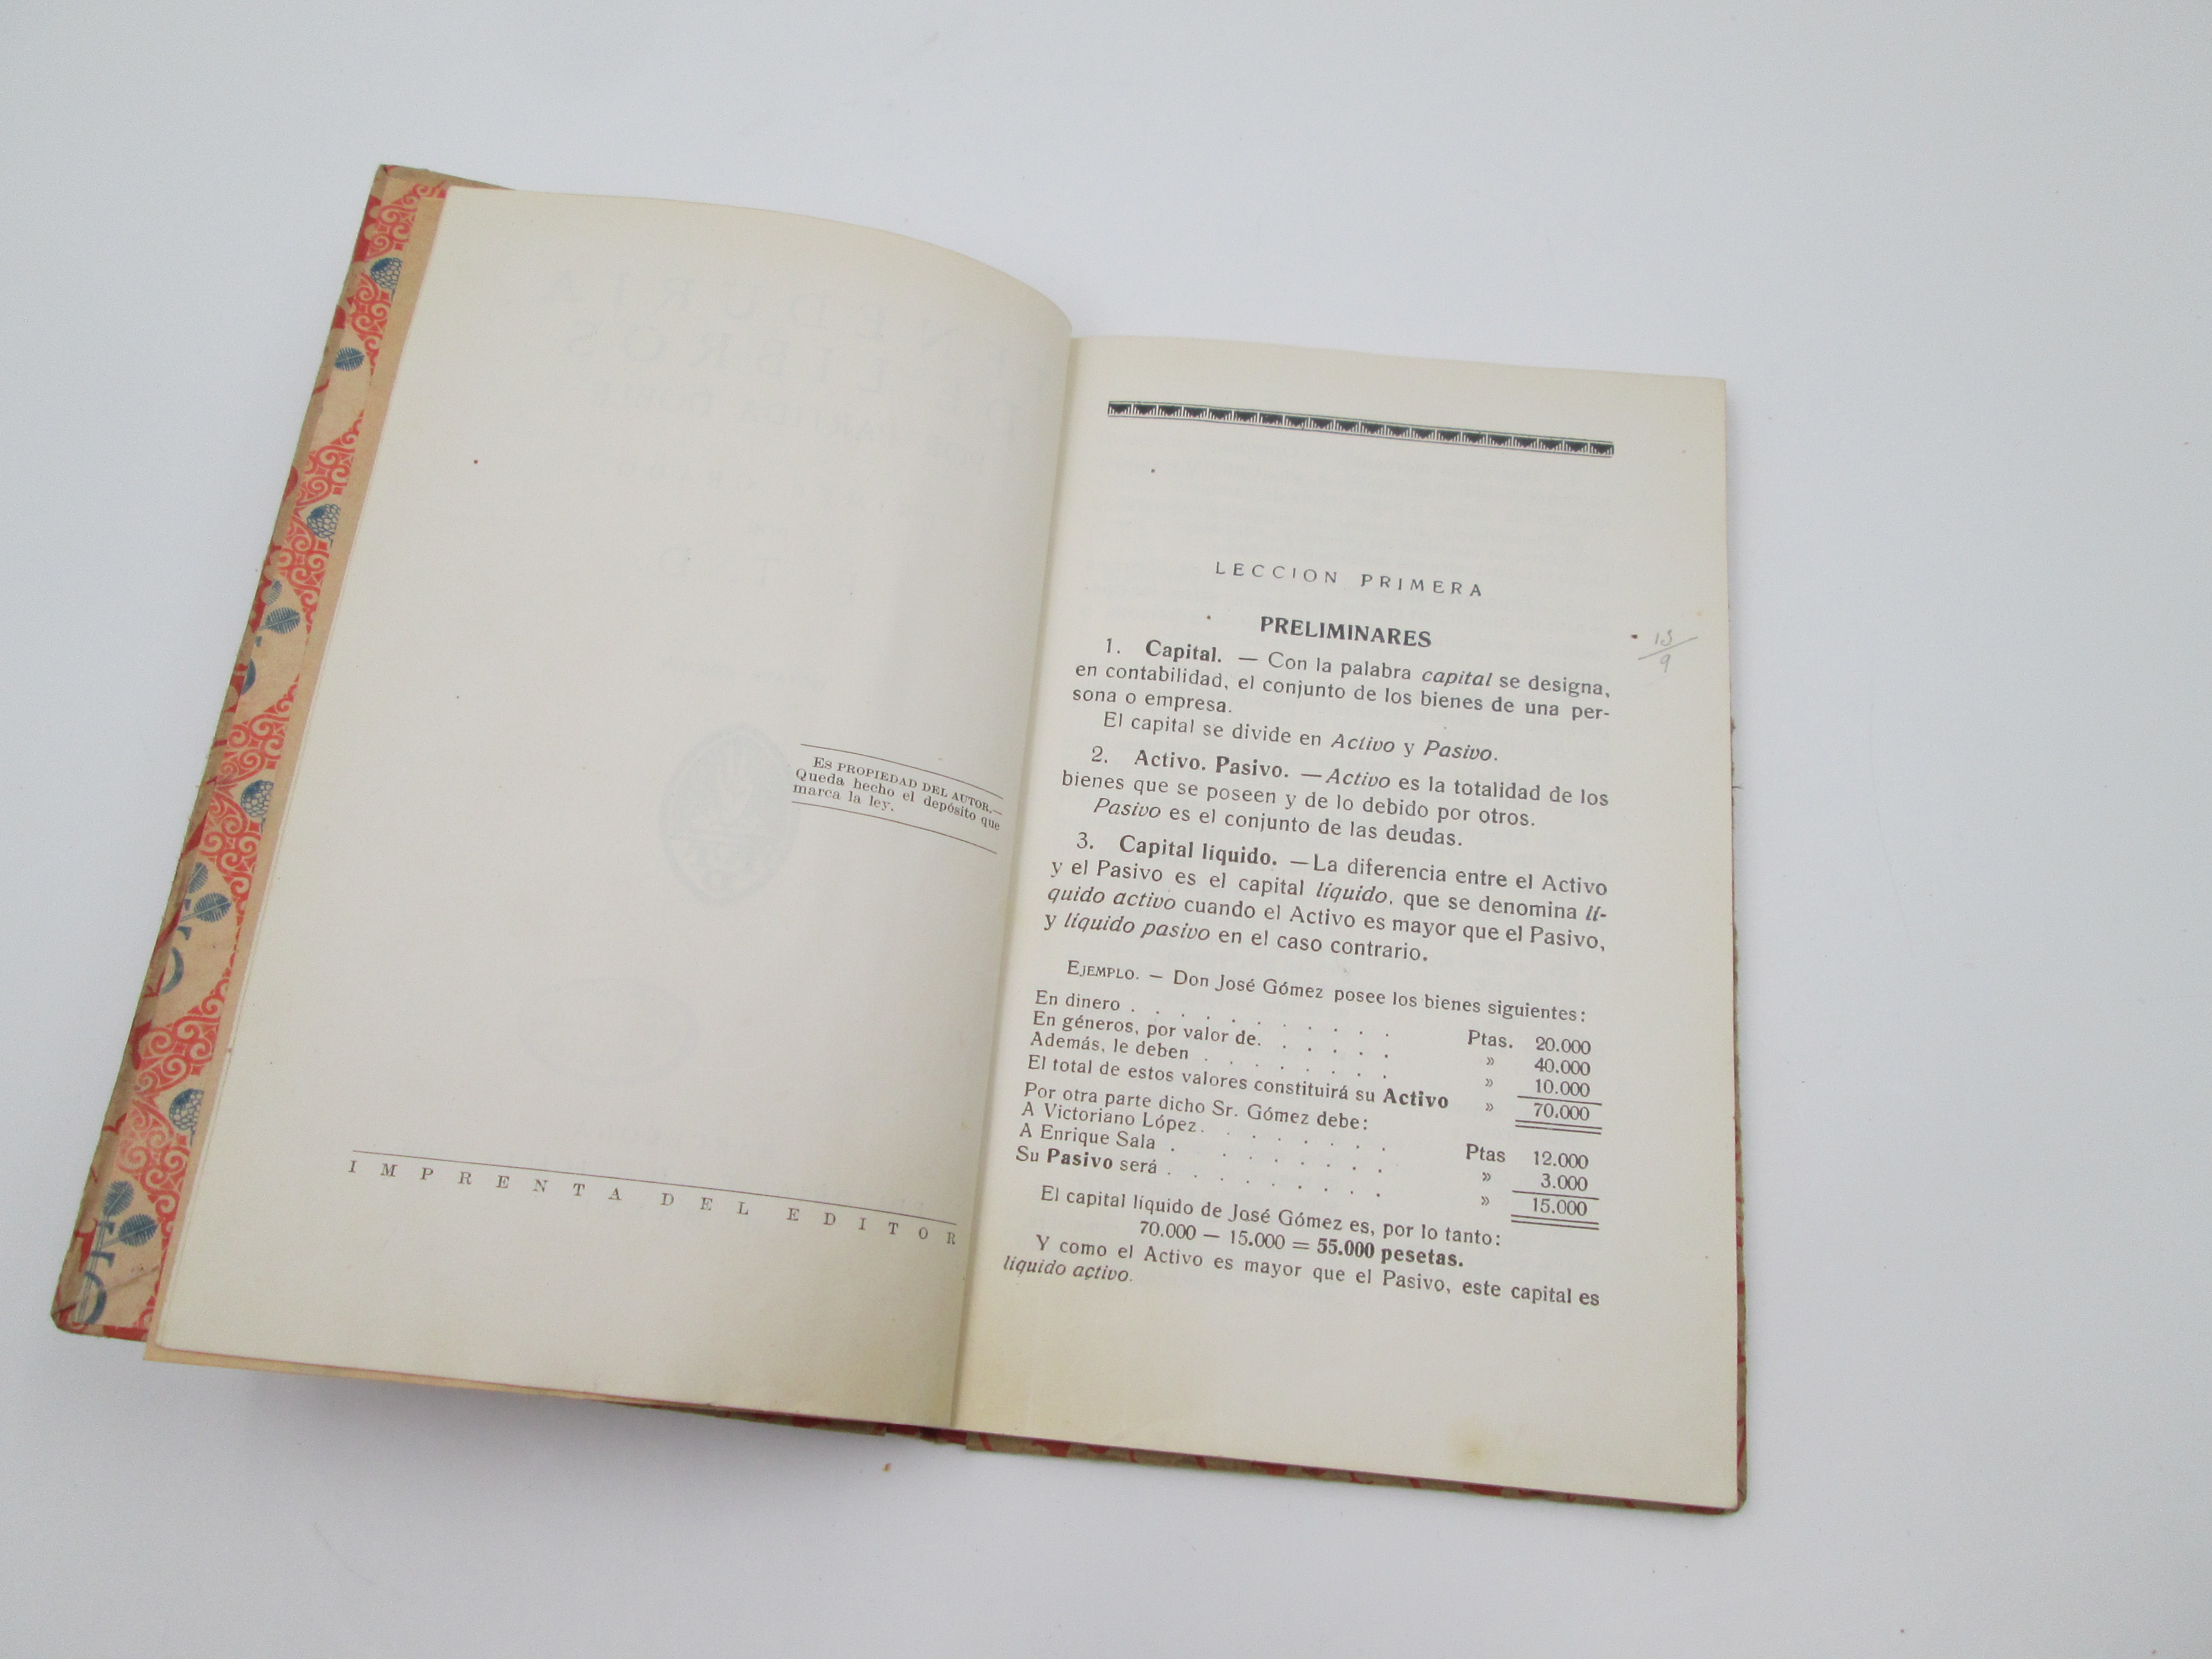 Es propiedad del autor.—
Queda hecho el depósito que
marca la ley.
IMPRENTA DEL EDITOR
LECCION PRIMERA
PRELIMINARES
1. Capital. — Con la palabra capital se designa,
en contabilidad, el conjunto de los bienes de una per-
sona o empresa.
El capital se divide en Activo y Pasivo.
2. Activo. Pasivo. — Activo es la totalidad de los
bienes que se poseen y de lo debido por otros.
Pasivo es el conjunto de las deudas.
3. Capital líquido. — La diferencia entre el Activo
y el Pasivo es el capital líquido, que se denomina lí-
quido activo cuando el Activo es mayor que el Pasivo,
y líquido pasivo en el caso contrario.
Ejemplo. — Don José Gómez posee los bienes siguientes:
En dinero . . . . . . . . . . . Ptas. 20.000
En géneros, por valor de. . . . . . » 40.000
Además, le deben . . . . . . . . » 10.000
El total de estos valores constituirá su Activo » 70.000
Por otra parte dicho Sr. Gómez debe:
A Victoriano López. . . . . . . . Ptas 12.000
A Enrique Sala . . . . . . . . » 3.000
Su Pasivo será . . . . . . . . . » 15.000
El capital líquido de José Gómez es, por lo tanto:
70.000 — 15.000 = 55.000 pesetas.
Y como el Activo es mayor que el Pasivo, este capital es
líquido activo.